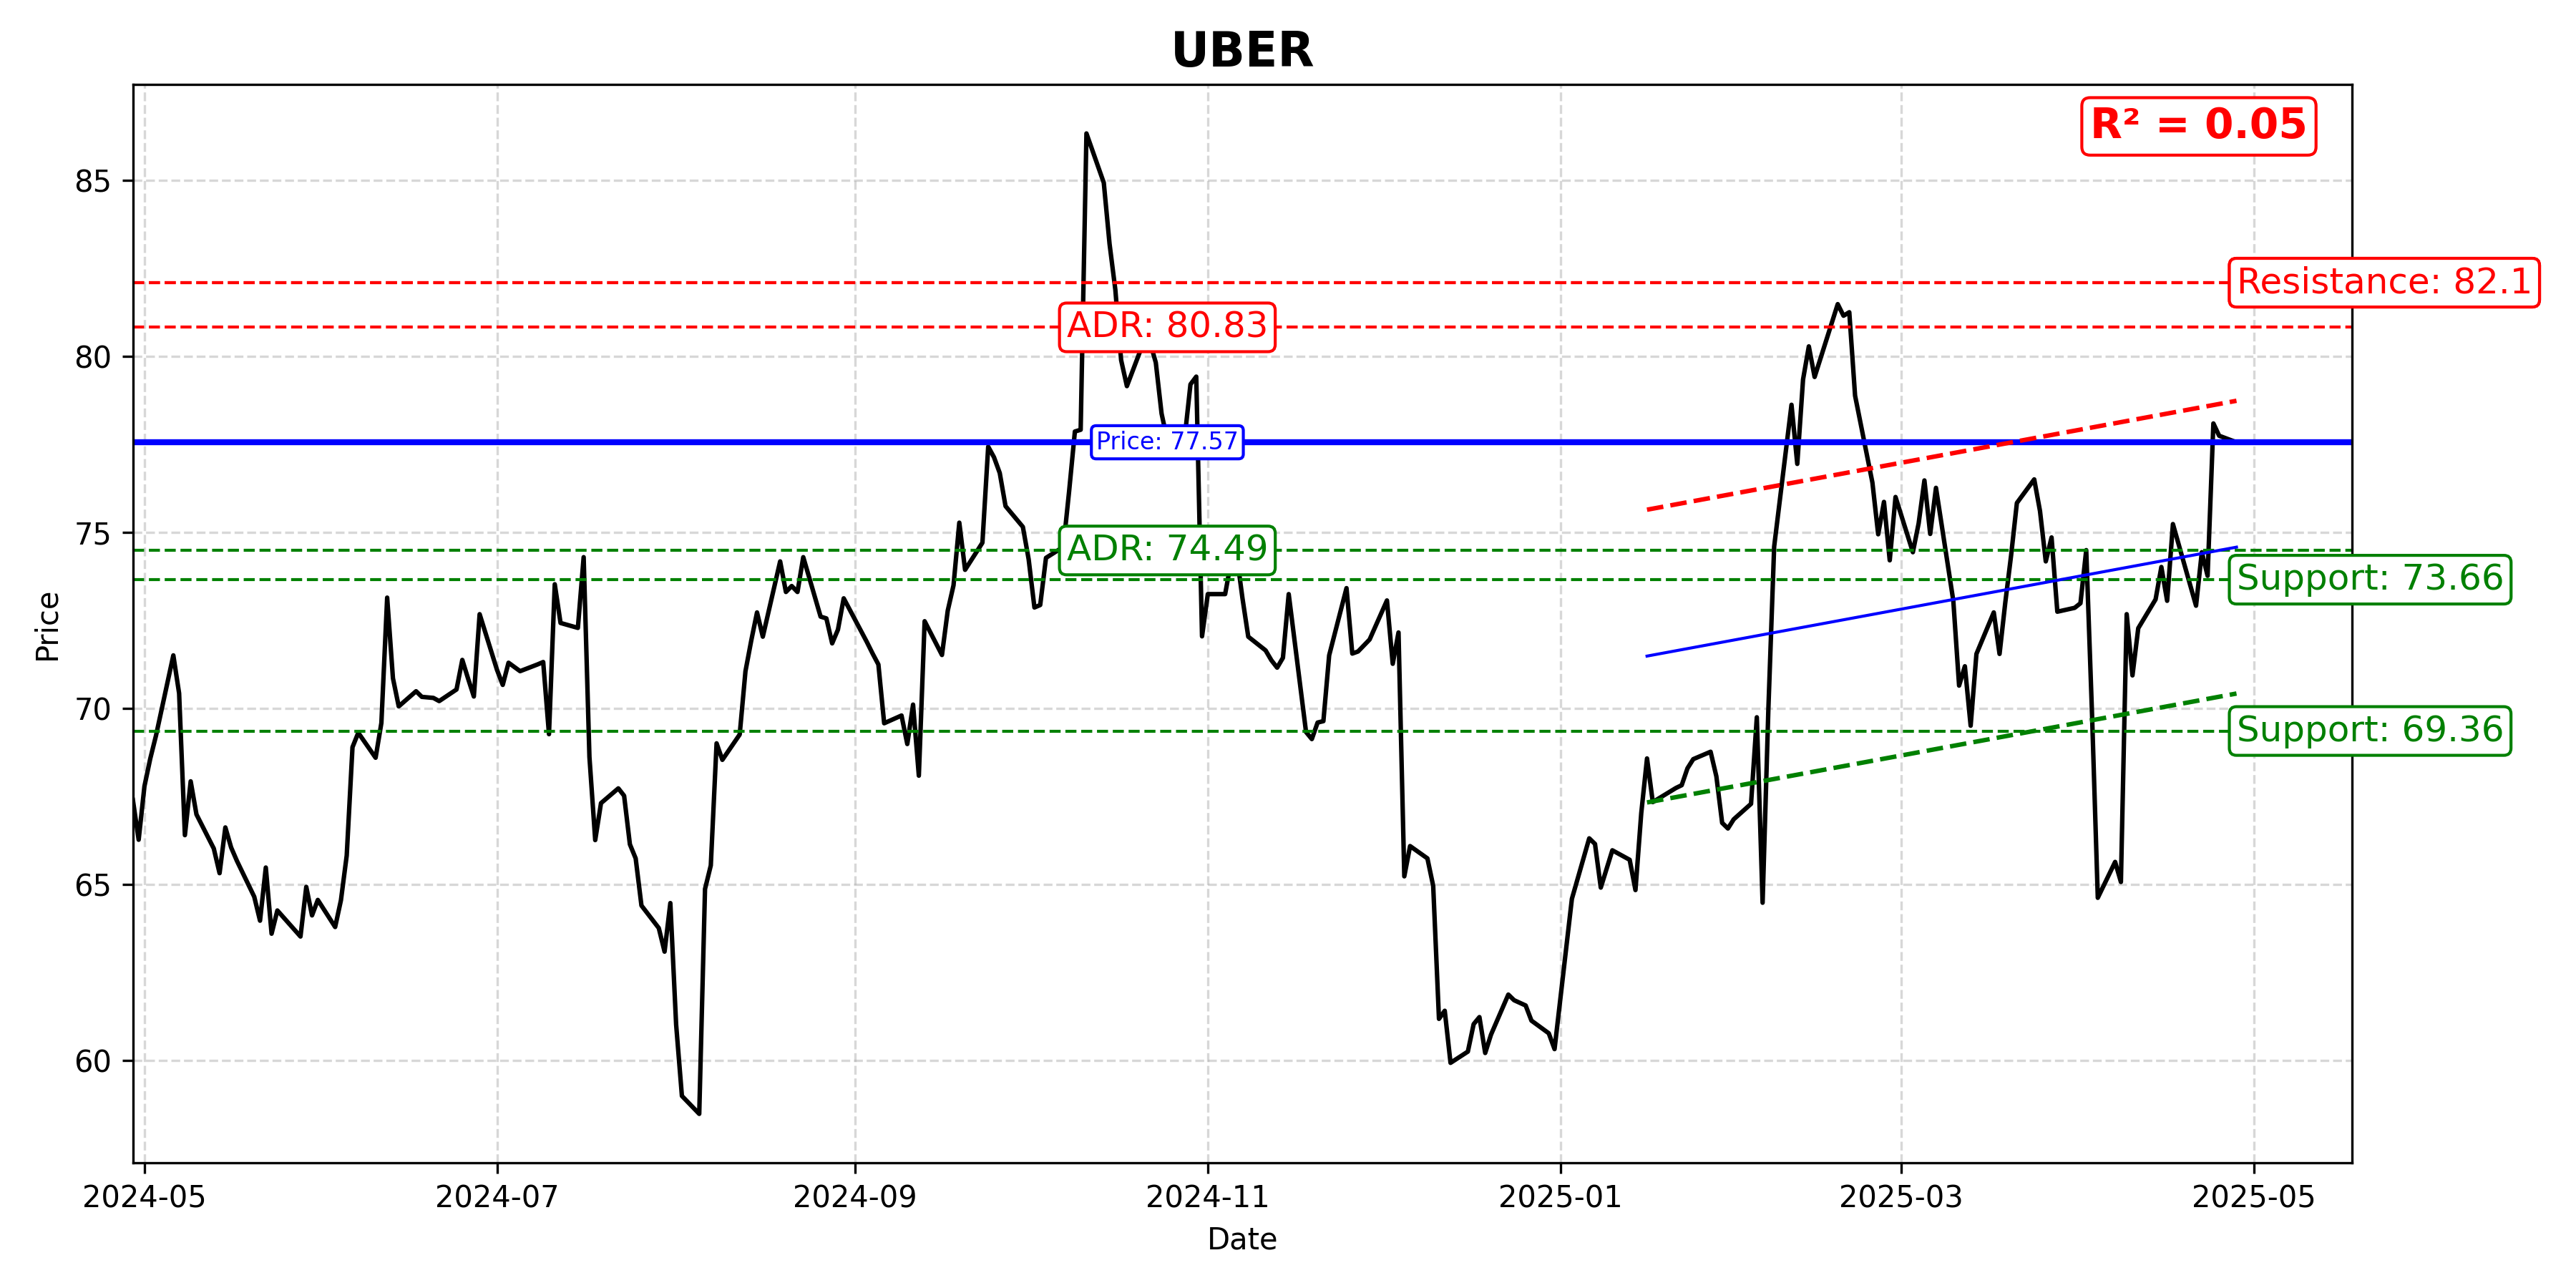 UBER
R² = 0.05
85
Resistance: 82.1
ADR: 80.83
80
Price: 77.57
75
ADR: 74.49
Support: 73.66
70
Support: 69.36
65
60
Price
2024-05
2024-07
2024-09
2024-11
2025-01
2025-03
2025-05
Date